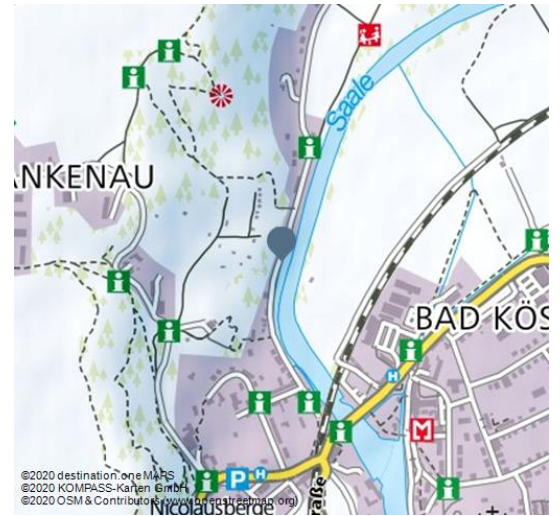 Saale
ANKENAU
BAD KÖS
H
M
P
H
Nicolausberge
raße
©2020 destination.one MARS
©2020 KOMPASS-Karten GmbH
©2020 OSM & Contributors (www.openstreetmap.org)